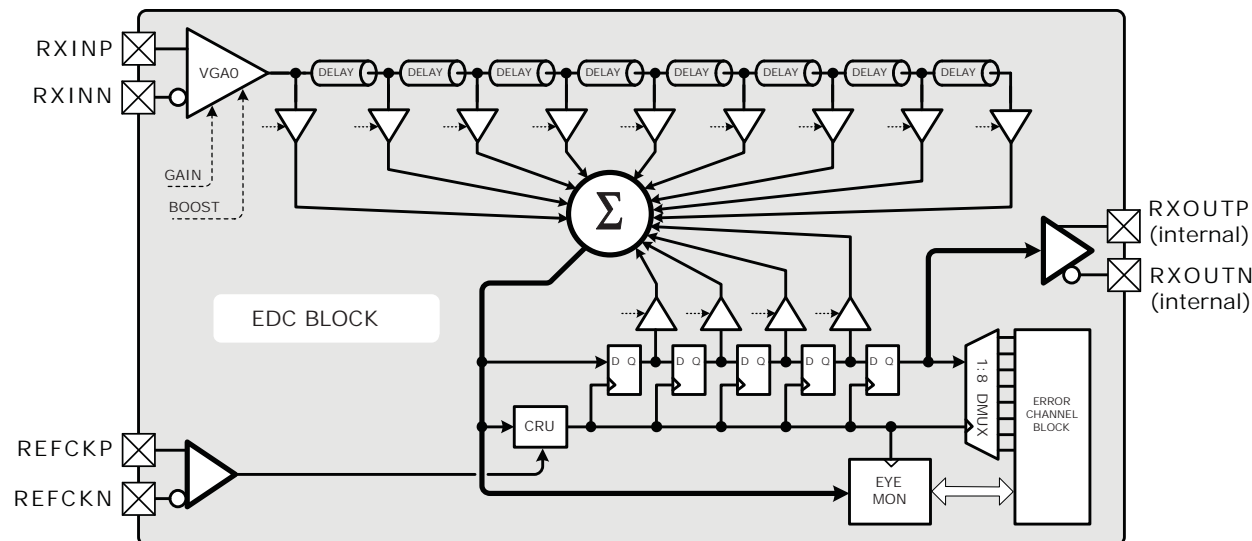 RXINP
RXINN
VGA0
DELAY DELAY DELAY DELAY DELAY DELAY DELAY DELAY
GAIN
BOOST
Σ
RXOUTP
(internal)
RXOUTN
(internal)
EDC BLOCK
D Q D Q D Q D Q D Q
1:8 DMUX
ERROR
CHANNEL
BLOCK
CRU
REFCKP
REFCKN
EYE
MON